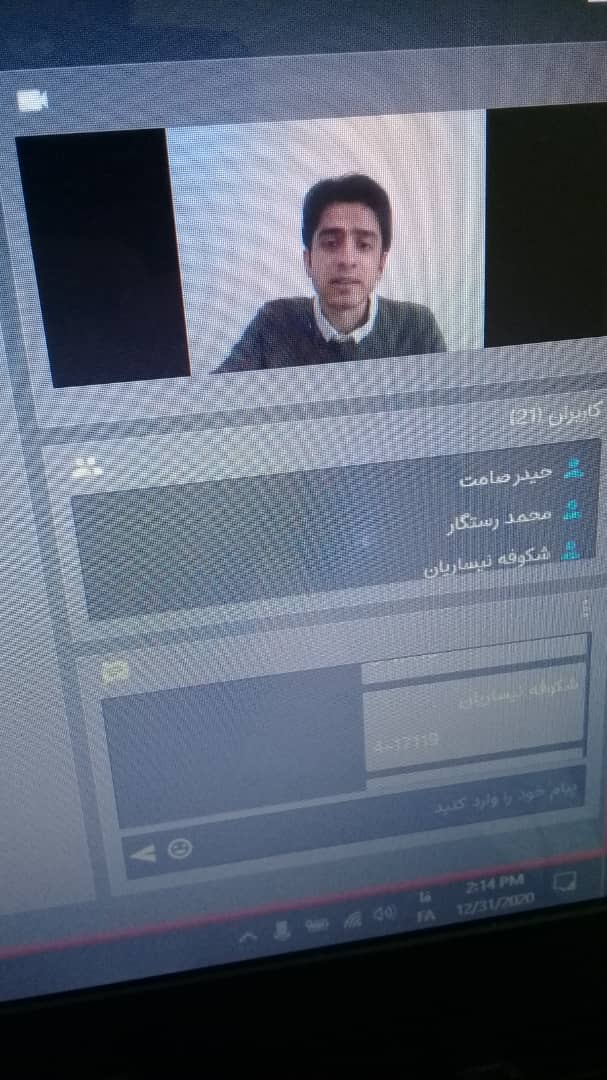 کاربران (21)
حیدر صامت
محمد رستگار
شکوفه نیساریان
شکوفه نیساریان
پیام خود را وارد کنید
2:14 PM
فا
FA
12/31/2020